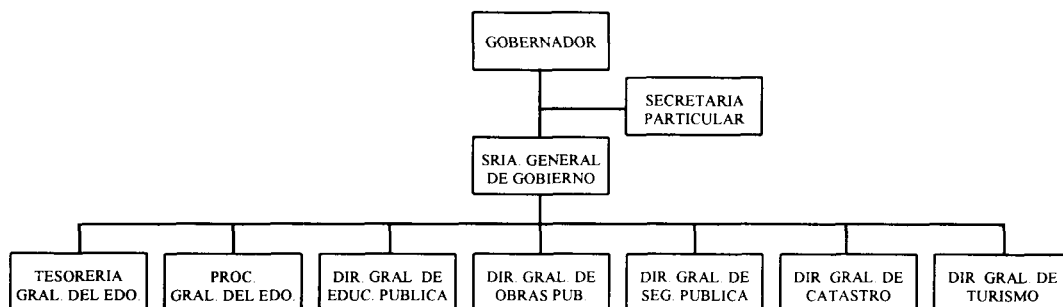 GOBERNADOR
SECRETARIA
PARTICULAR
SRIA. GENERAL
DE GOBIERNO
TESORERIA
GRAL. DEL EDO.
PROC.
GRAL. DEL EDO.
DIR. GRAL. DE
EDUC. PUBLICA
DIR. GRAL. DE
OBRAS PUB.
DIR. GRAL. DE
SEG. PUBLICA
DIR. GRAL. DE
CATASTRO
DIR. GRAL. DE
TURISMO